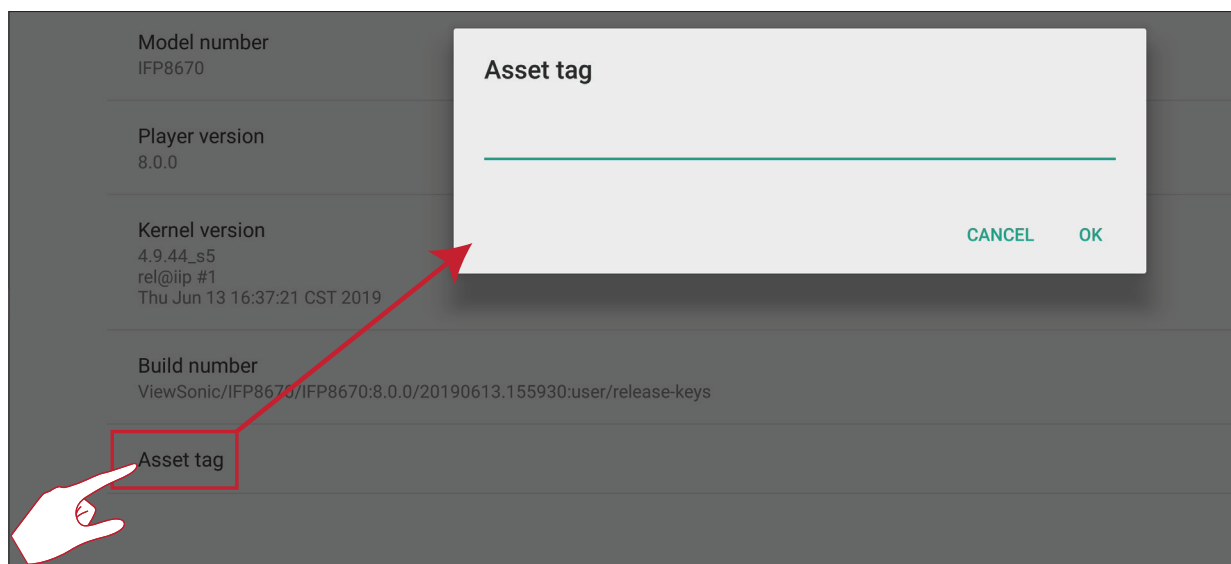 Model number
IFP8670
Player version
8.0.0
Kernel version
4.9.44_s5
rel@iip #1
Thu Jun 13 16:37:21 CST 2019
Build number
ViewSonic/IFP8670/IFP8670:8.0.0/20190613.155930:user/release-keys
Asset tag
Asset tag
CANCEL OK